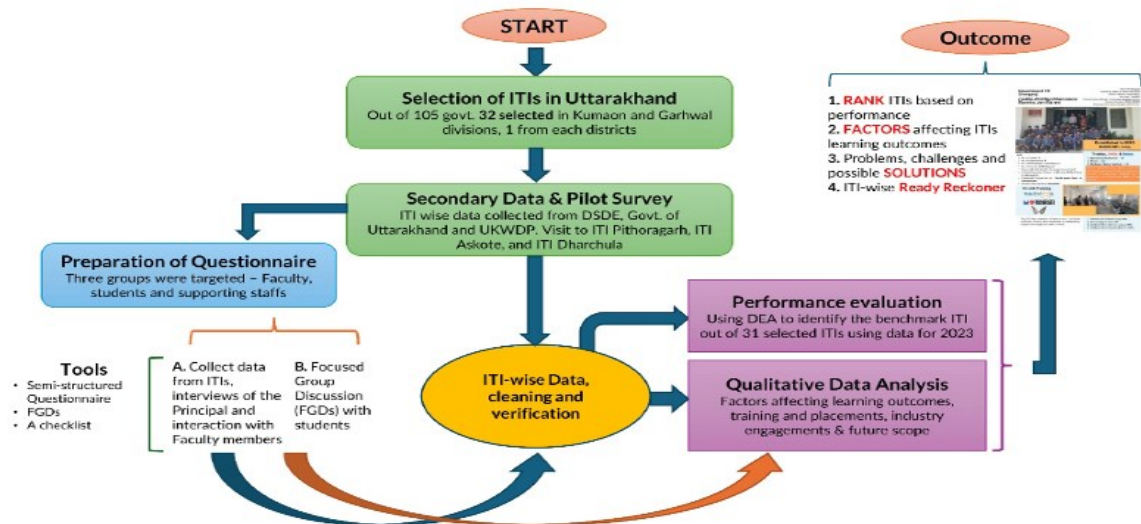 START
Selection of ITIs in Uttarakhand
Out of 105 govt. 32 selected in Kumaon and Garhwal
divisions, 1 from each districts
Secondary Data & Pilot Survey
ITI wise data collected from DSDE, Govt. of
Uttarakhand and UKWDP. Visit to ITI Pithoragarh, ITI
Askote, and ITI Dharchula
Preparation of Questionnaire
Three groups were targeted – Faculty,
students and supporting staffs
Tools
• Semi-structured
Questionnaire
• FGDs
• A checklist
A. Collect data
from ITIs,
interviews of the
Principal and
interaction with
Faculty members
B. Focused
Group
Discussion
(FGDs) with
students
ITI-wise Data,
cleaning and
verification
Performance evaluation
Using DEA to identify the benchmark ITI
out of 31 selected ITIs using data for 2023
Qualitative Data Analysis
Factors affecting learning outcomes,
training and placements, industry
engagements & future scope
Outcome
1. RANK ITIs based on
performance
2. FACTORS affecting ITIs
learning outcomes
3. Problems, challenges and
possible SOLUTIONS
4. ITI-wise Ready Reckoner